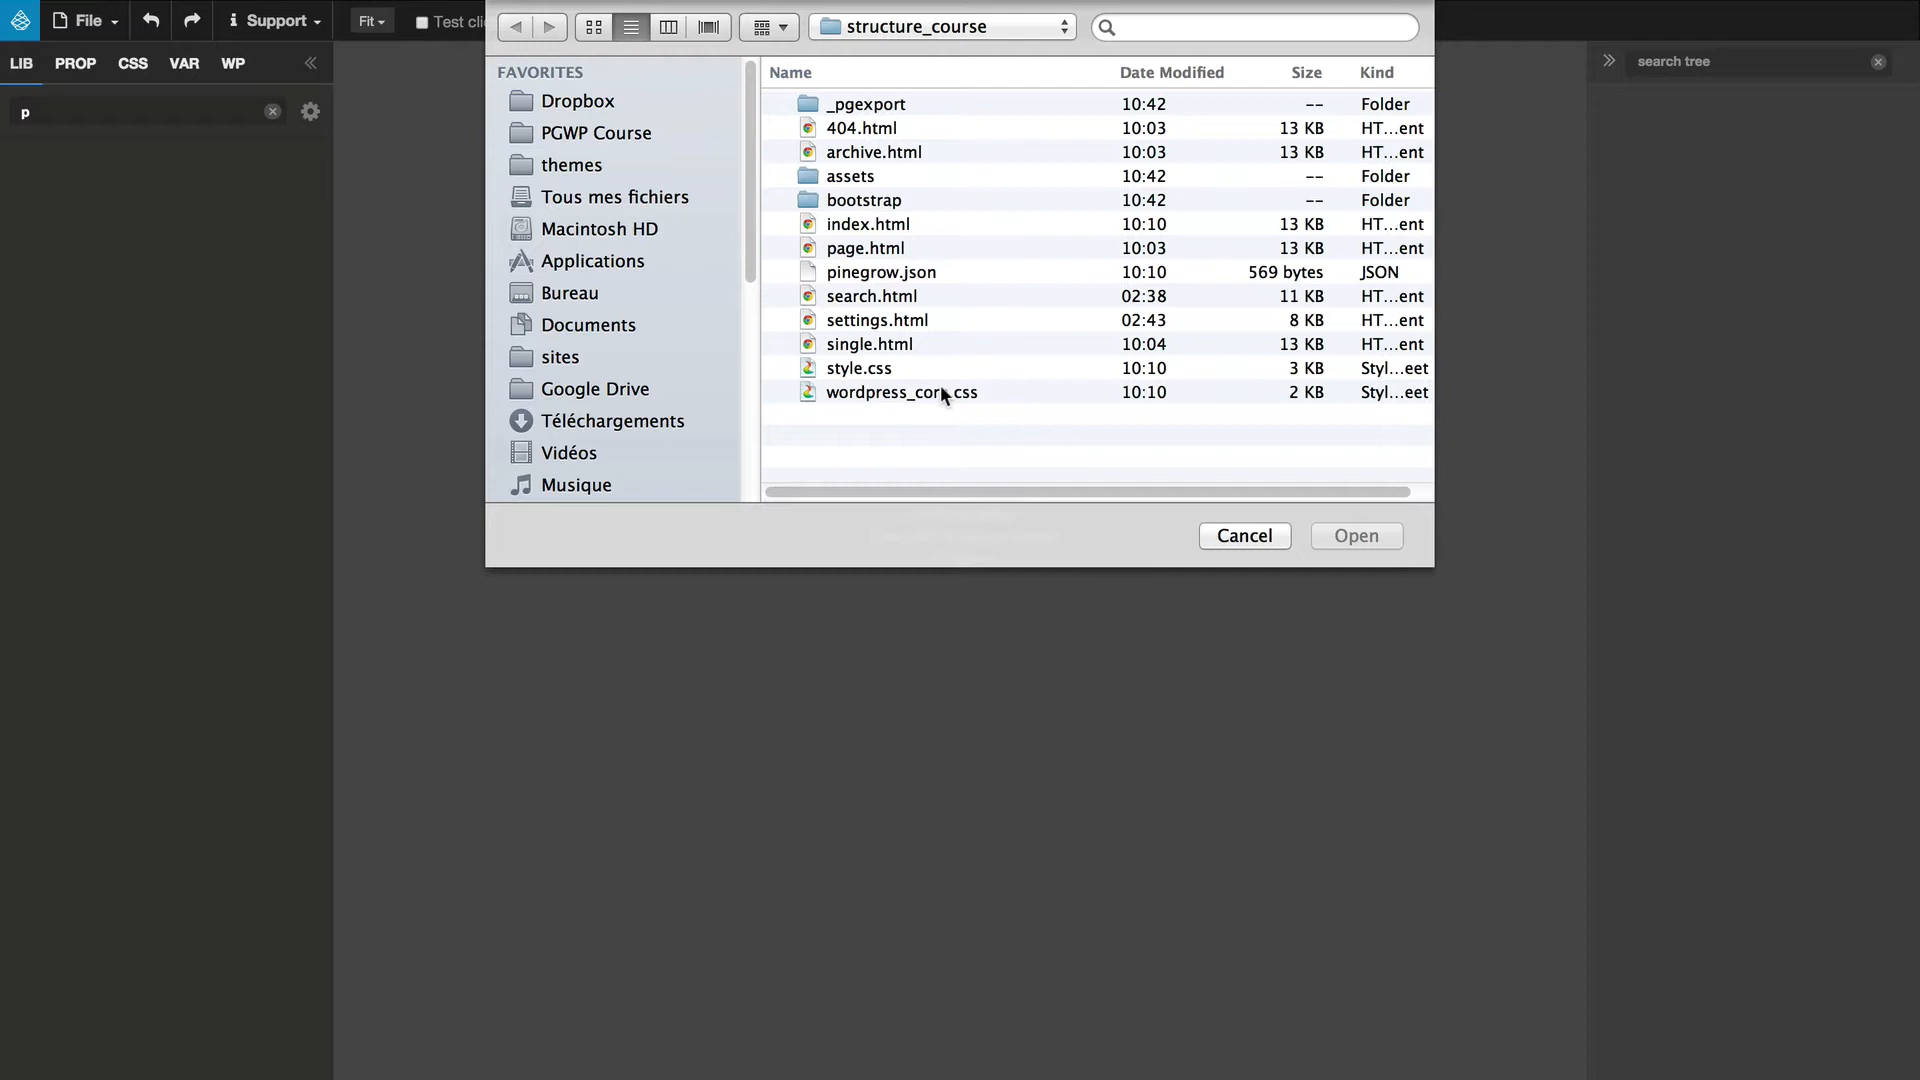 File Support Fit Test cli structure_course
LIB PROP CSS VAR WP
search tree
p
FAVORITES
Dropbox
PGWP Course
themes
Tous mes fichiers
Macintosh HD
Applications
Bureau
Documents
sites
Google Drive
Téléchargements
Vidéos
Musique
Name Date Modified Size Kind
_pgexport 10:42 -- Folder
404.html 10:03 13 KB HT...ent
archive.html 10:03 13 KB HT...ent
assets 10:42 -- Folder
bootstrap 10:42 -- Folder
index.html 10:10 13 KB HT...ent
page.html 10:03 13 KB HT...ent
pinegrow.json 10:10 569 bytes JSON
search.html 02:38 11 KB HT...ent
settings.html 02:43 8 KB HT...ent
single.html 10:04 13 KB HT...ent
style.css 10:10 3 KB Styl...eet
10:10 2 KB Styl...eet
Cancel Open